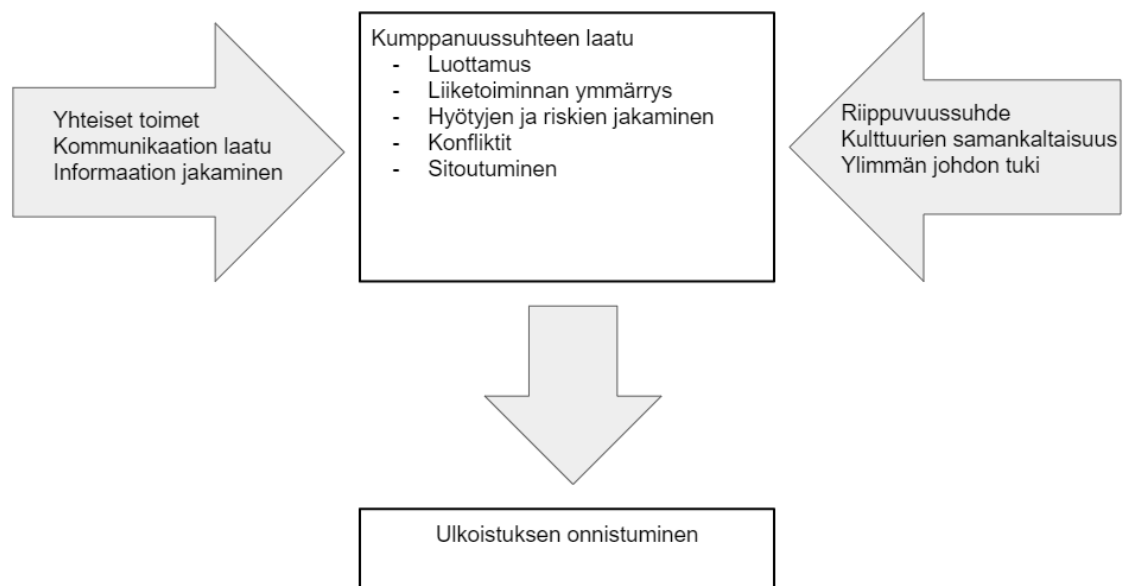 Yhteiset toimet
Kommunikaation laatu
Informaation jakaminen
Kumppanuussuhteen laatu
- Luottamus
- Liiketoiminnan ymmärrys
- Hyötyjen ja riskien jakaminen
- Konfliktit
- Sitoutuminen
Riippuvuussuhde
Kulttuurien samankaltaisuus
Ylimmän johdon tuki
Ulkoistuksen onnistuminen